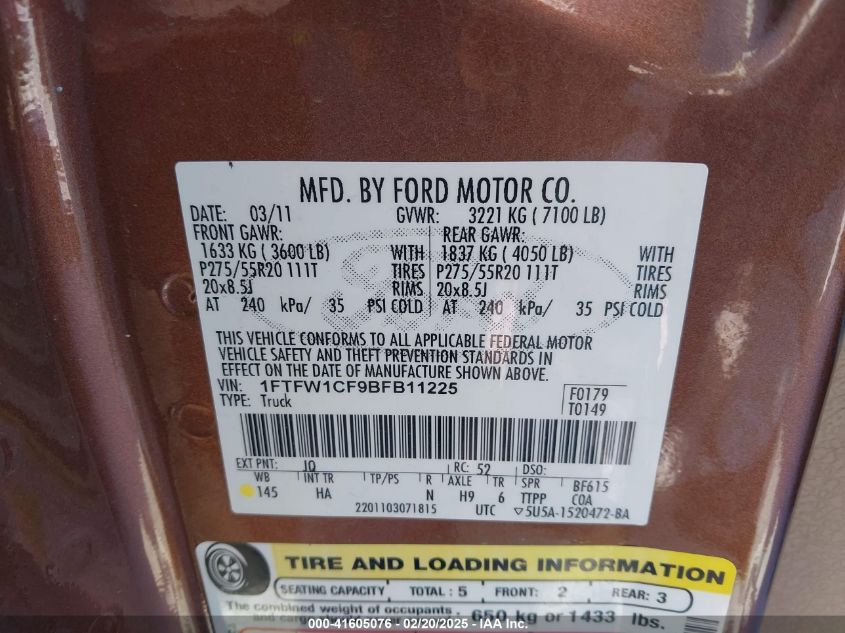 MFD. BY FORD MOTOR CO.
DATE: 03/11 GVWR: 3221 KG ( 7100 LB)
FRONT GAWR: REAR GAWR:
1633 KG ( 3600 LB) WITH 1837 KG ( 4050 LB) WITH
P275/55R20 111T TIRES P275/55R20 111T TIRES
20x8.5J RIMS 20x8.5J RIMS
AT 240 kPa/ 35 PSI COLD AT 240 kPa/ 35 PSI COLD
THIS VEHICLE CONFORMS TO ALL APPLICABLE FEDERAL MOTOR
VEHICLE SAFETY AND THEFT PREVENTION STANDARDS IN
EFFECT ON THE DATE OF MANUFACTURE SHOWN ABOVE.
VIN: 1FTFW1CF9BFB11225 F0179
TYPE: Truck T0149
EXT PNT: JQ RC: 52 DSO:
WB INT TR TP/PS R AXLE TR SPR BF615
145 HA N H9 6 TTPP COA
2201103071815 UTC ▽5U5A-1520472-BA
TIRE AND LOADING INFORMATION
SEATING CAPACITY TOTAL : 5 FRONT: 2 REAR: 3
The combined weight of occupants
and cargo 650 kg or 1433 lbs.
000-41605076 - 02/20/2025 - IAA Inc.